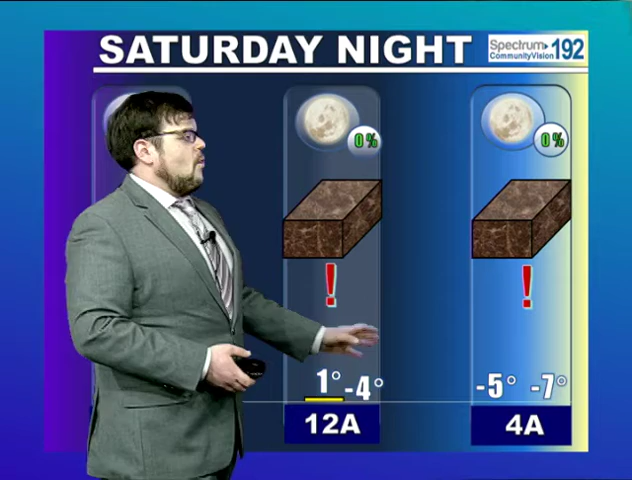 SATURDAY NIGHT
Spectrum
CommunityVision 192
0% 0%
! !
1° -4° -5° -7°
12A 4A